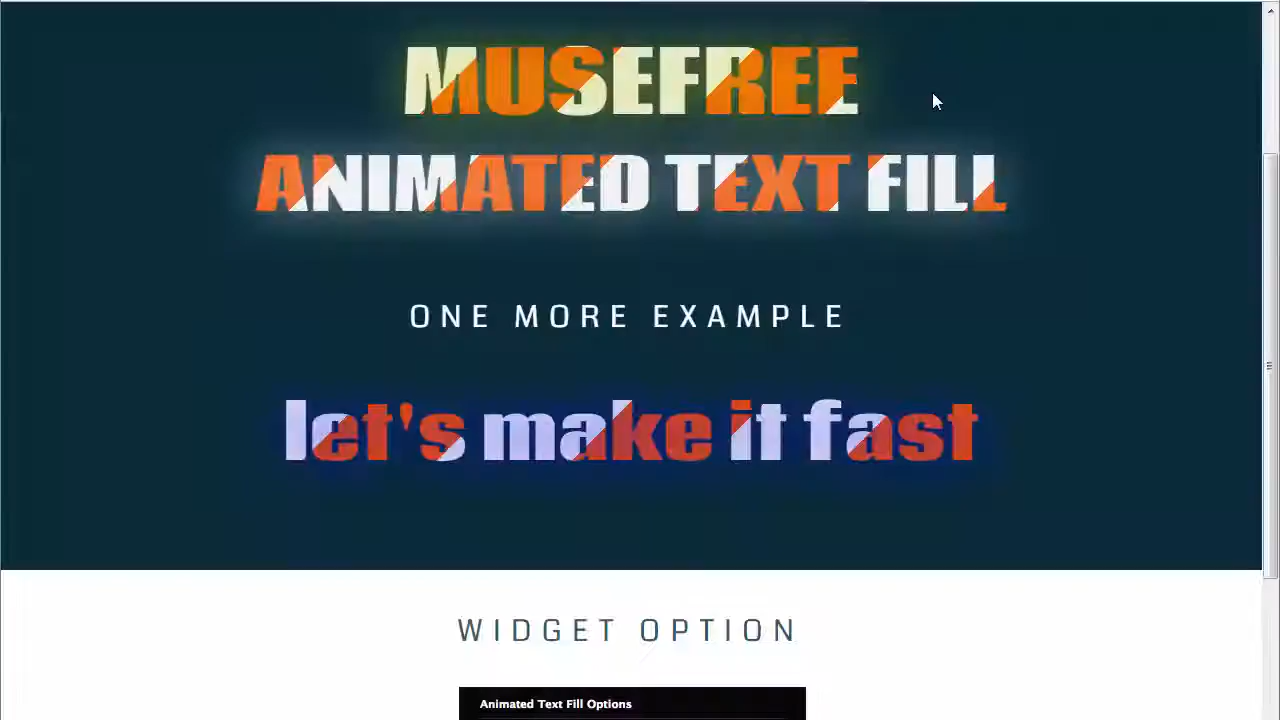 MUSEFREE
ANIMATED TEXT FILL
ONE MORE EXAMPLE
let's make it fast
WIDGET OPTION
Animated Text Fill Options